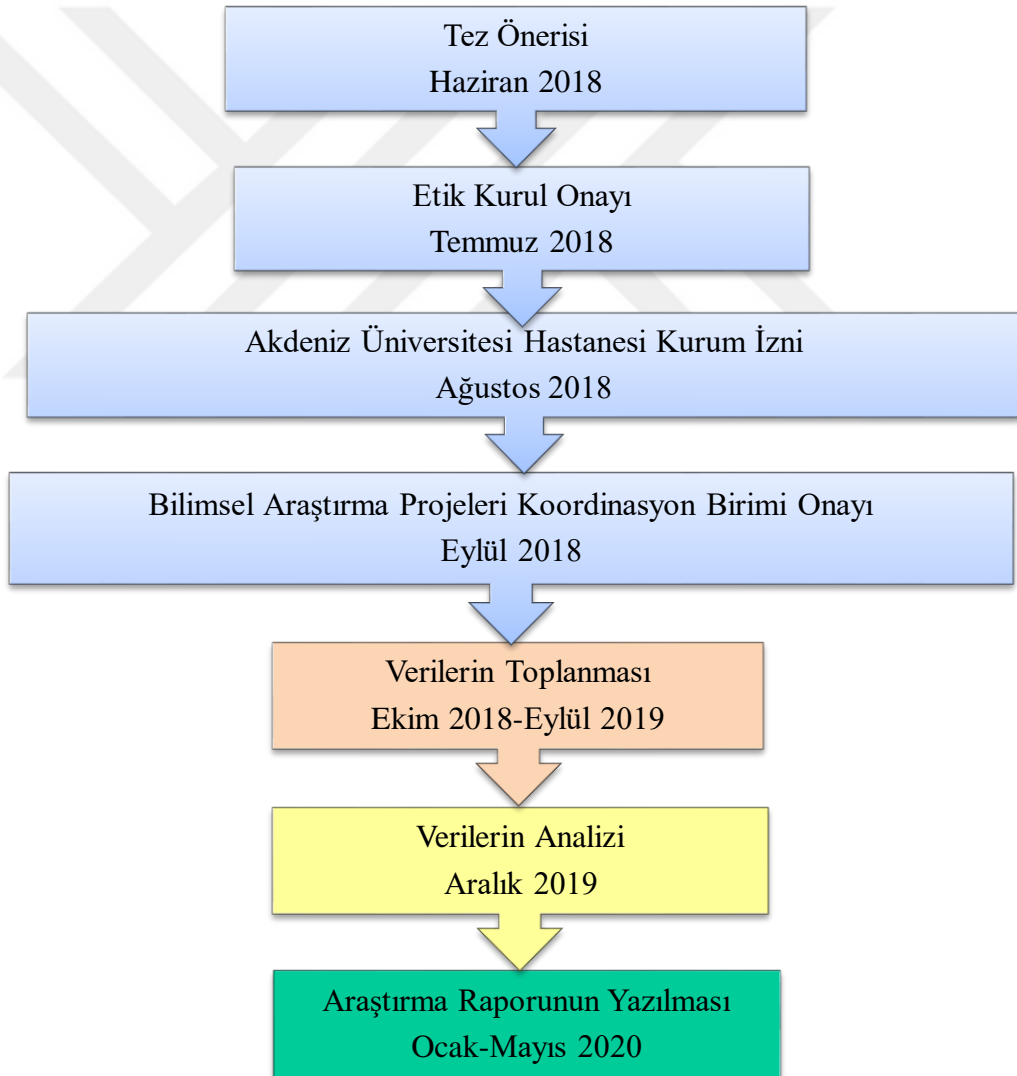 Tez Önerisi
Haziran 2018
Etik Kurul Onayı
Temmuz 2018
Akdeniz Üniversitesi Hastanesi Kurum İzni
Ağustos 2018
Bilimsel Araştırma Projeleri Koordinasyon Birimi Onayı
Eylül 2018
Verilerin Toplanması
Ekim 2018-Eylül 2019
Verilerin Analizi
Aralık 2019
Araştırma Raporunun Yazılması
Ocak-Mayıs 2020